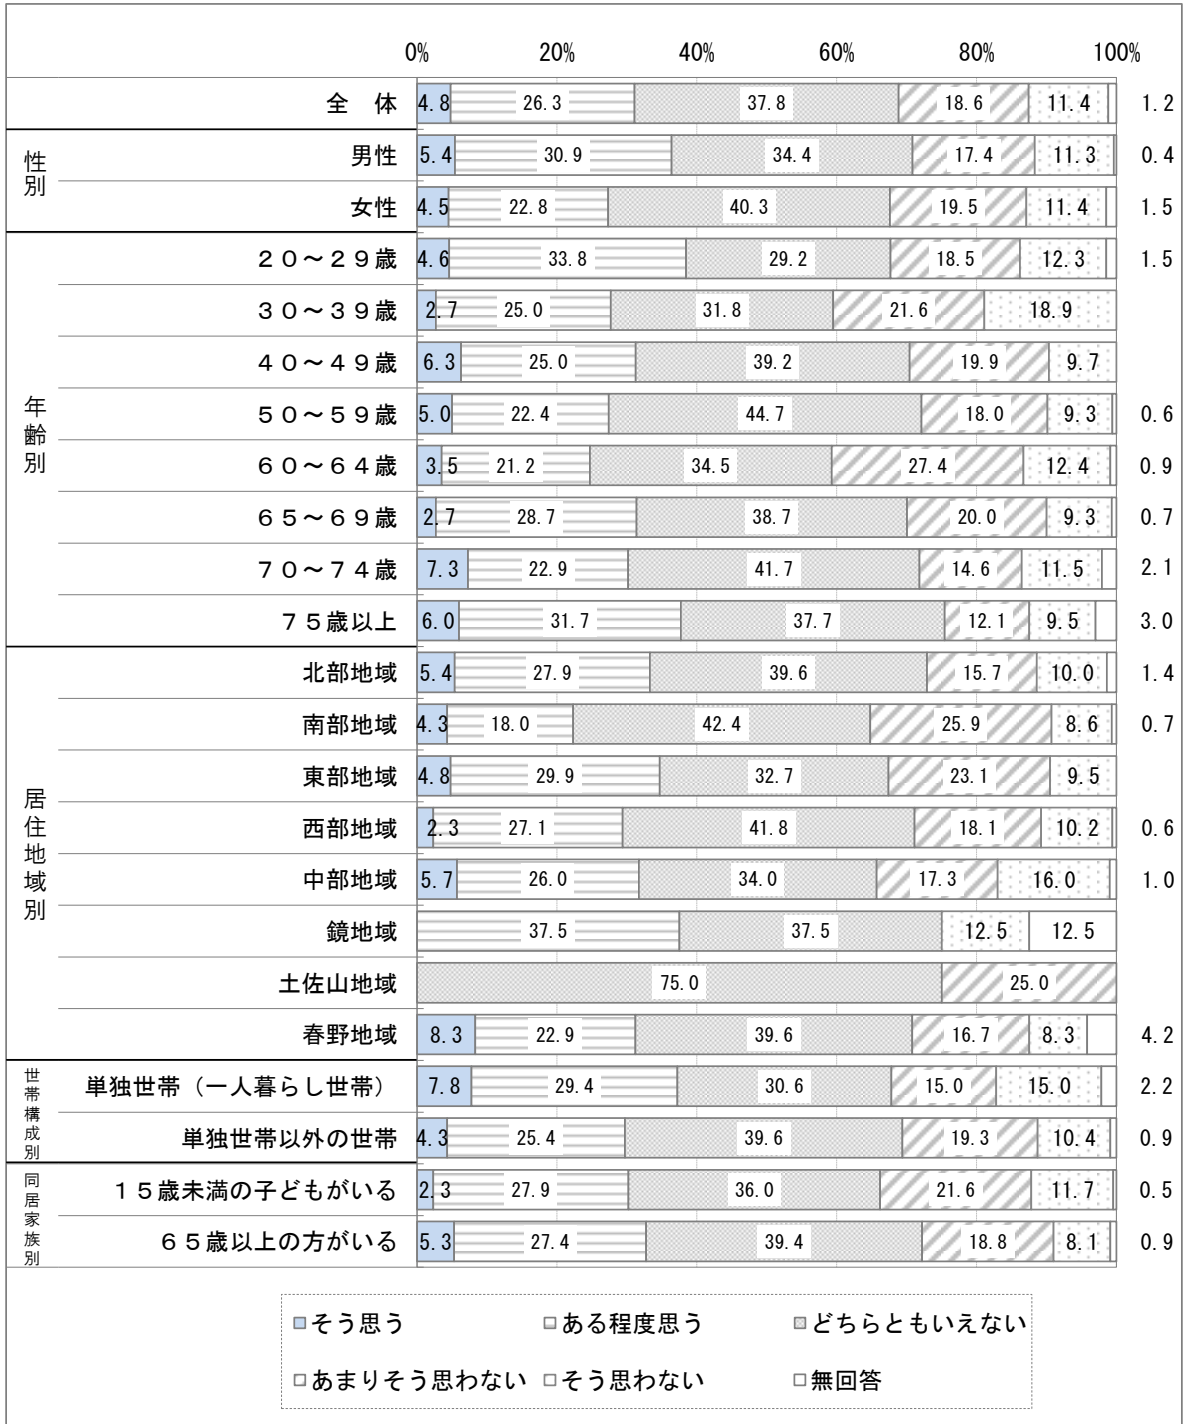 0% 20% 40% 60% 80% 100%
全　体 4.8 26.3 37.8 18.6 11.4 1.2
性別
男性 5.4 30.9 34.4 17.4 11.3 0.4
女性 4.5 22.8 40.3 19.5 11.4 1.5
年齢別
２０～２９歳 4.6 33.8 29.2 18.5 12.3 1.5
３０～３９歳 2.7 25.0 31.8 21.6 18.9
４０～４９歳 6.3 25.0 39.2 19.9 9.7
５０～５９歳 5.0 22.4 44.7 18.0 9.3 0.6
６０～６４歳 3.5 21.2 34.5 27.4 12.4 0.9
６５～６９歳 2.7 28.7 38.7 20.0 9.3 0.7
７０～７４歳 7.3 22.9 41.7 14.6 11.5 2.1
７５歳以上 6.0 31.7 37.7 12.1 9.5 3.0
居住地域別
北部地域 5.4 27.9 39.6 15.7 10.0 1.4
南部地域 4.3 18.0 42.4 25.9 8.6 0.7
東部地域 4.8 29.9 32.7 23.1 9.5
西部地域 2.3 27.1 41.8 18.1 10.2 0.6
中部地域 5.7 26.0 34.0 17.3 16.0 1.0
鏡地域 37.5 37.5 12.5 12.5
土佐山地域 75.0 25.0
春野地域 8.3 22.9 39.6 16.7 8.3 4.2
世帯構成別
単独世帯（一人暮らし世帯） 7.8 29.4 30.6 15.0 15.0 2.2
単独世帯以外の世帯 4.3 25.4 39.6 19.3 10.4 0.9
同居家族別
１５歳未満の子どもがいる 2.3 27.9 36.0 21.6 11.7 0.5
６５歳以上の方がいる 5.3 27.4 39.4 18.8 8.1 0.9
そう思う ある程度思う どちらともいえない
あまりそう思わない そう思わない 無回答